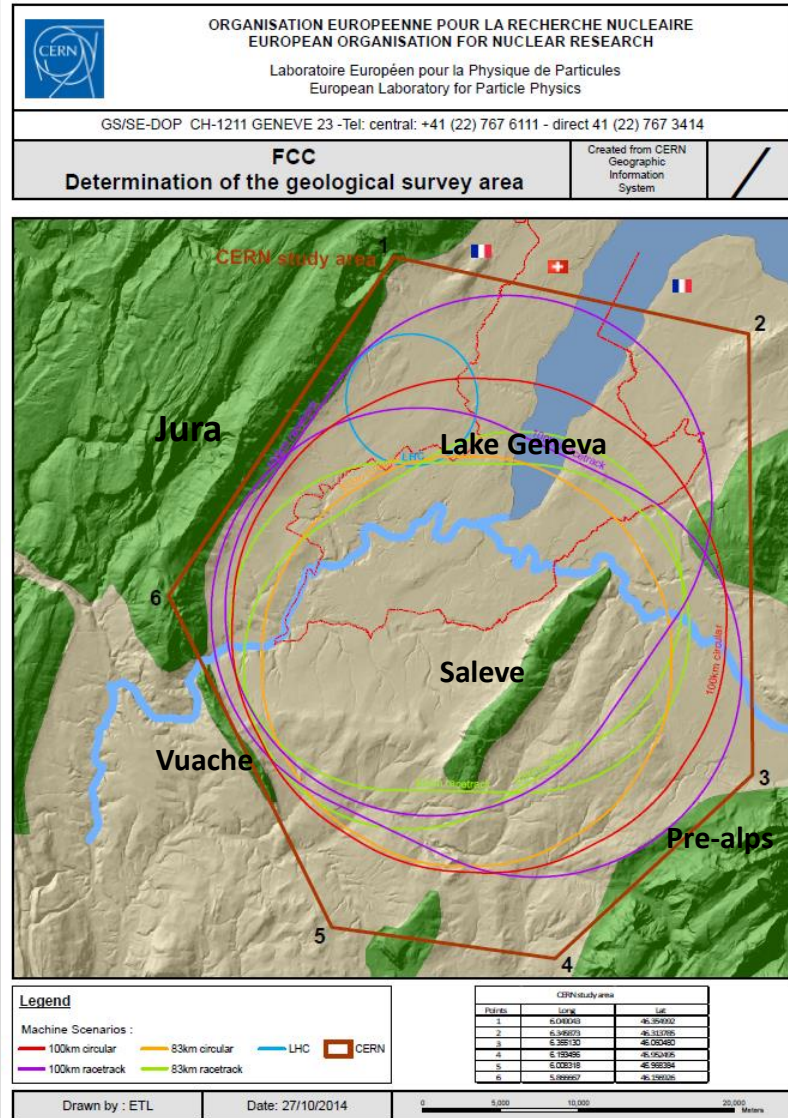 CERN
ORGANISATION EUROPEENNE POUR LA RECHERCHE NUCLEAIRE
EUROPEAN ORGANISATION FOR NUCLEAR RESEARCH
Laboratoire Européen pour la Physique de Particules
European Laboratory for Particle Physics
GS/SE-DOP CH-1211 GENEVE 23 -Tel: central: +41 (22) 767 6111 - direct 41 (22) 767 3414
FCC
Determination of the geological survey area
Created from CERN
Geographic
Information
System
CERN study area
1
2
Jura
Lake Geneva
LHC
racetrack
6
Saleve
100km circular
Vuache
racetrack
3
Pre-alps
5
4
Legend
Machine Scenarios :
100km circular
83km circular
LHC
CERN
100km racetrack
83km racetrack
CERN study area
Points Long Lat
1
2
3
4
5
6
Drawn by : ETL
Date: 27/10/2014
0 5,000 10,000 20,000
Meters